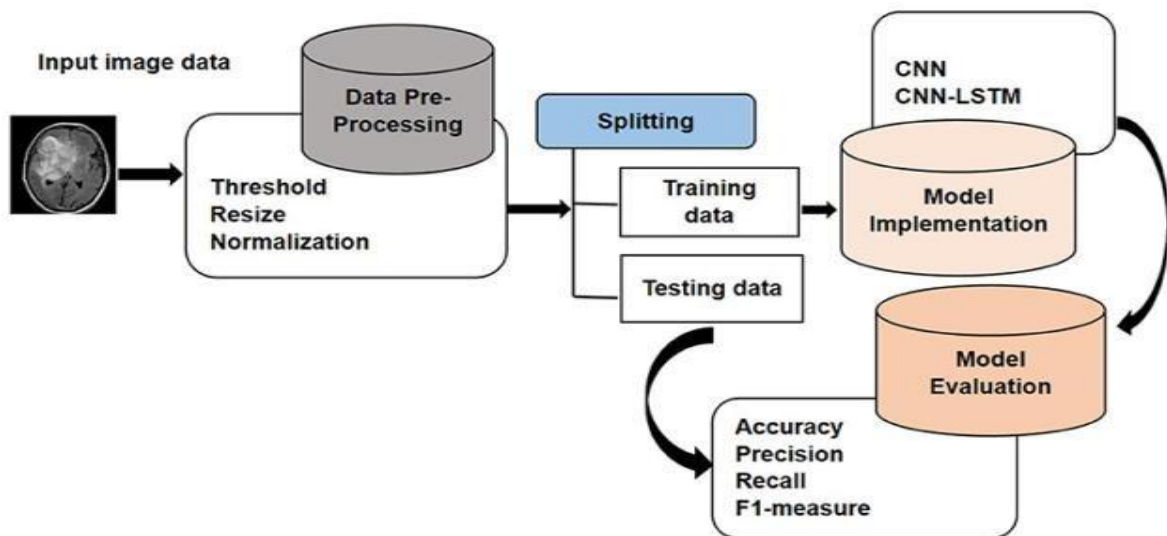 Input image data
Data Pre-
Processing
Threshold
Resize
Normalization
Splitting
Training
data
Testing data
CNN
CNN-LSTM
Model
Implementation
Model
Evaluation
Accuracy
Precision
Recall
F1-measure